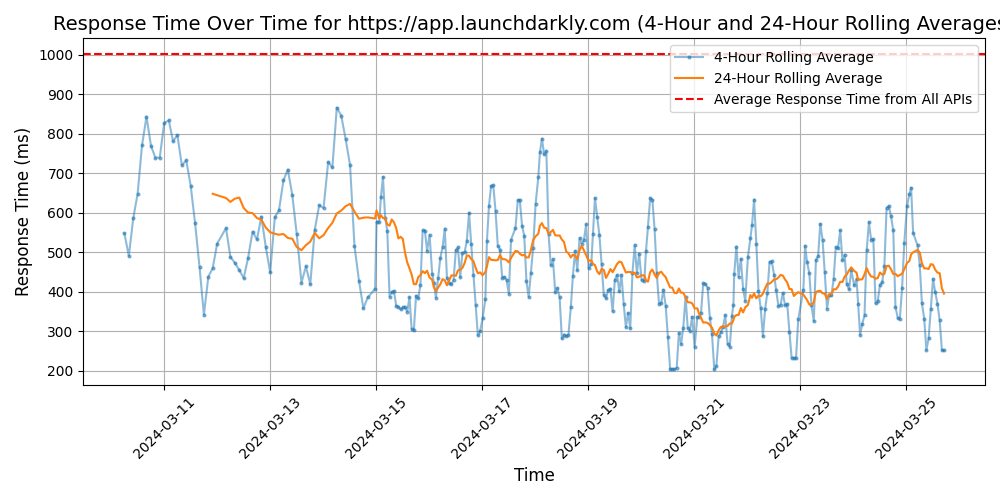 Response Time Over Time for https://app.launchdarkly.com (4-Hour and 24-Hour Rolling Averages
4-Hour Rolling Average
24-Hour Rolling Average
Average Response Time from All APIs
Response Time (ms)
1000
900
800
700
600
500
400
300
200
2024-03-11
2024-03-13
2024-03-15
2024-03-17
2024-03-19
2024-03-21
2024-03-23
2024-03-25
Time